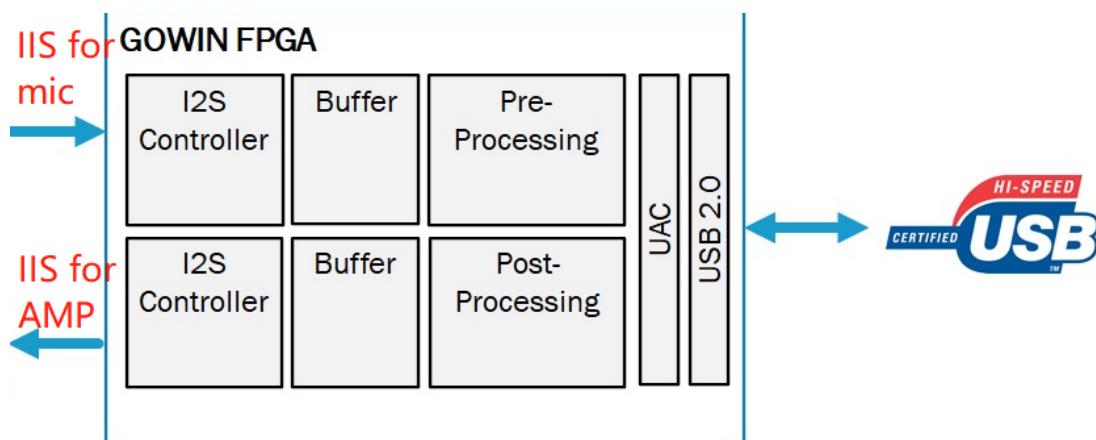 IIS for
mic
GOWIN FPGA
I2S
Controller
Buffer
Pre-
Processing
IIS for
AMP
I2S
Controller
Buffer
Post-
Processing
UAC
USB 2.0
HI-SPEED
CERTIFIED
USB
TM